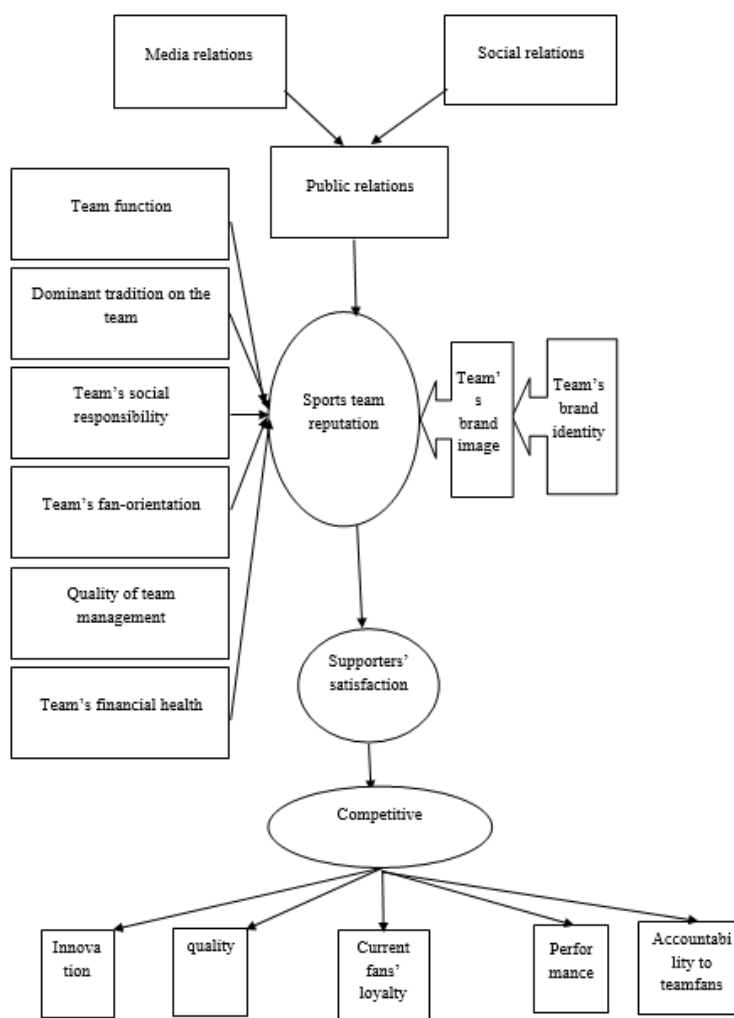 Media relations
Social relations
Public relations
Team function
Dominant tradition on the
team
Team's social
responsibility
Team's fan-orientation
Quality of team
management
Team's financial health
Sports team
reputation
Team'
s
brand
image
Team's
brand
identity
Supporters'
satisfaction
Competitive
Innova
tion
quality
Current
fans'
loyalty
Perfor
mance
Accountabi
lity to
teamfans